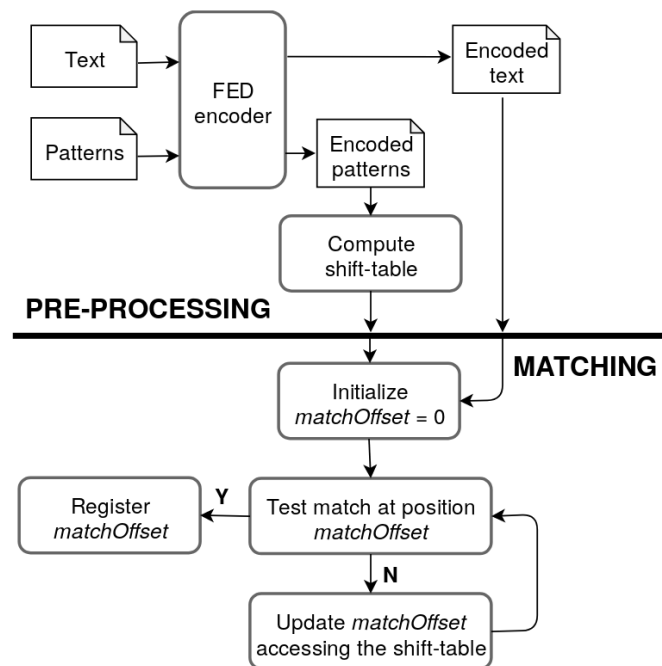 Text
FED
encoder
Encoded
text
Patterns
Encoded
patterns
Compute
shift-table
PRE-PROCESSING
MATCHING
Initialize
matchOffset = 0
Register
matchOffset
Y
Test match at position
matchOffset
N
Update matchOffset
accessing the shift-table